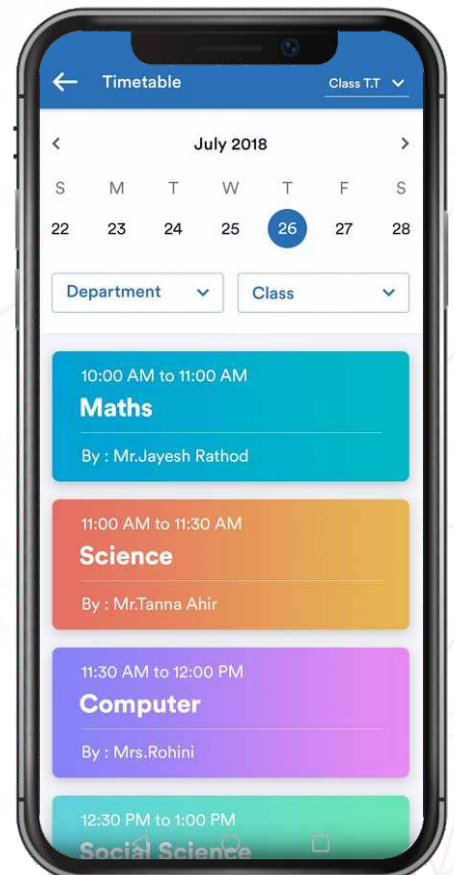 Timetable
Class T.T
July 2018
S M T W T F S
22 23 24 25 26 27 28
Department
Class
10:00 AM to 11:00 AM
Maths
By : Mr.Jayesh Rathod
11:00 AM to 11:30 AM
Science
By : Mr.Tanna Ahir
11:30 AM to 12:00 PM
Computer
By : Mrs.Rohini
12:30 PM to 1:00 PM
Social Science